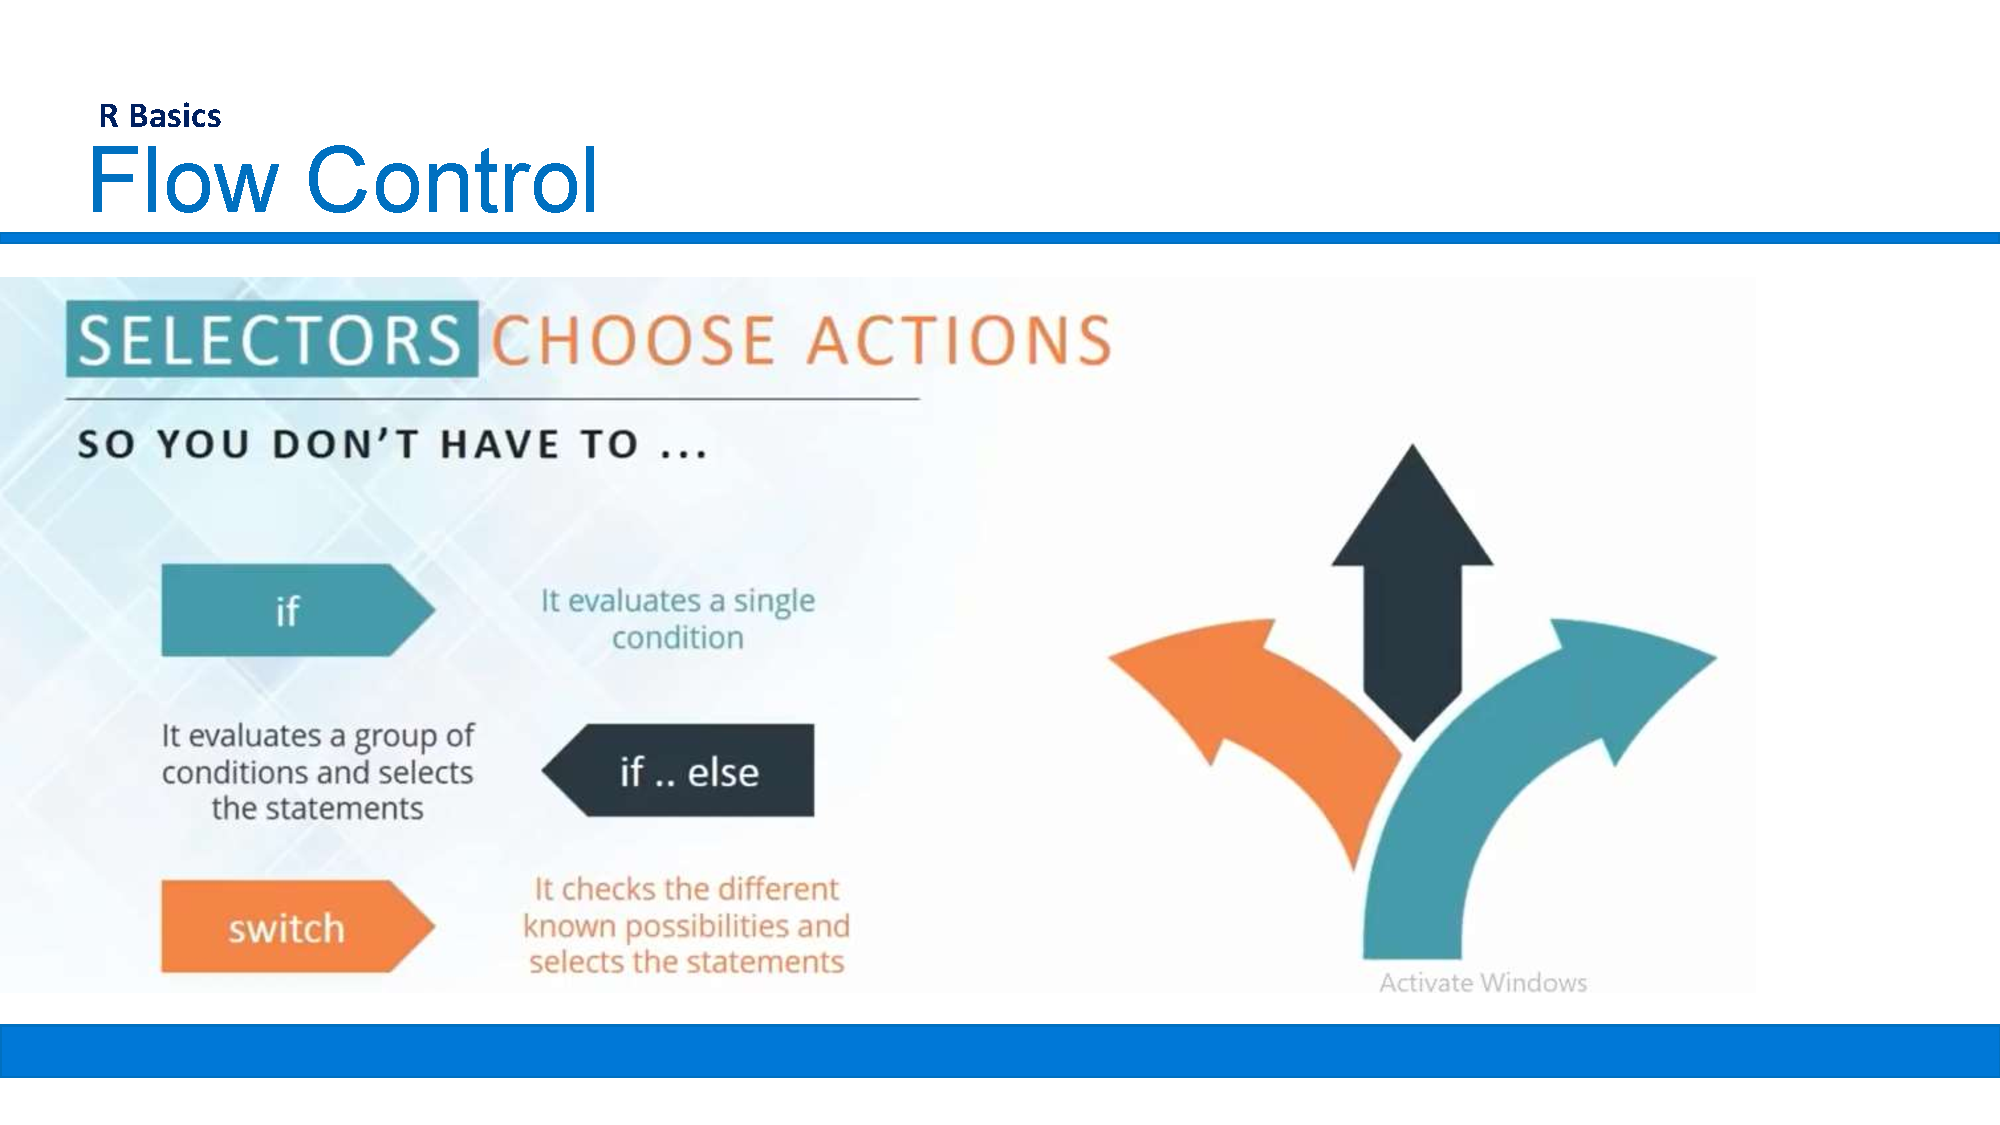 R Basics
Flow Control
SELECTORS CHOOSE ACTIONS
SO YOU DON'T HAVE TO ...
if
It evaluates a single
condition
It evaluates a group of
conditions and selects
the statements
if .. else
switch
It checks the different
known possibilities and
selects the statements
Activate Windows